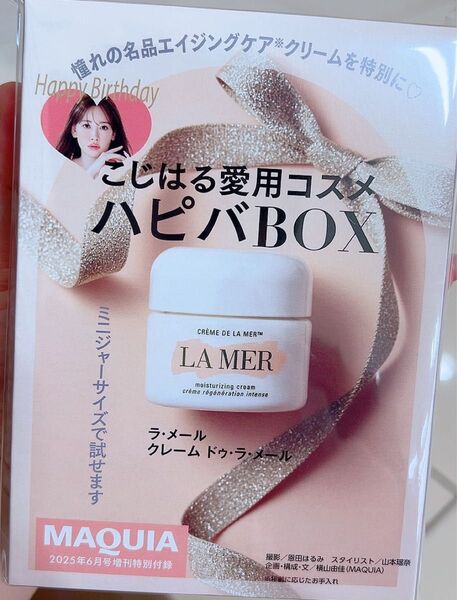 憧れの名品エイジングケア※クリームを特別に♡
Happy Birthday
こじはる愛用コスメ
ハピバBOX
CRÈME DE LA MER™
LA MER
moisturizing cream
crème régénération intense
ミニジャーサイズで試せます
ラ・メール
クレーム ドゥ・ラ・メール
MAQUIA
2025年6月号増刊特別付録
撮影/恩田はるみ スタイリスト/山本瑶奈
企画・構成・文/横山由佳(MAQUIA)
※年齢に応じたお手入れ